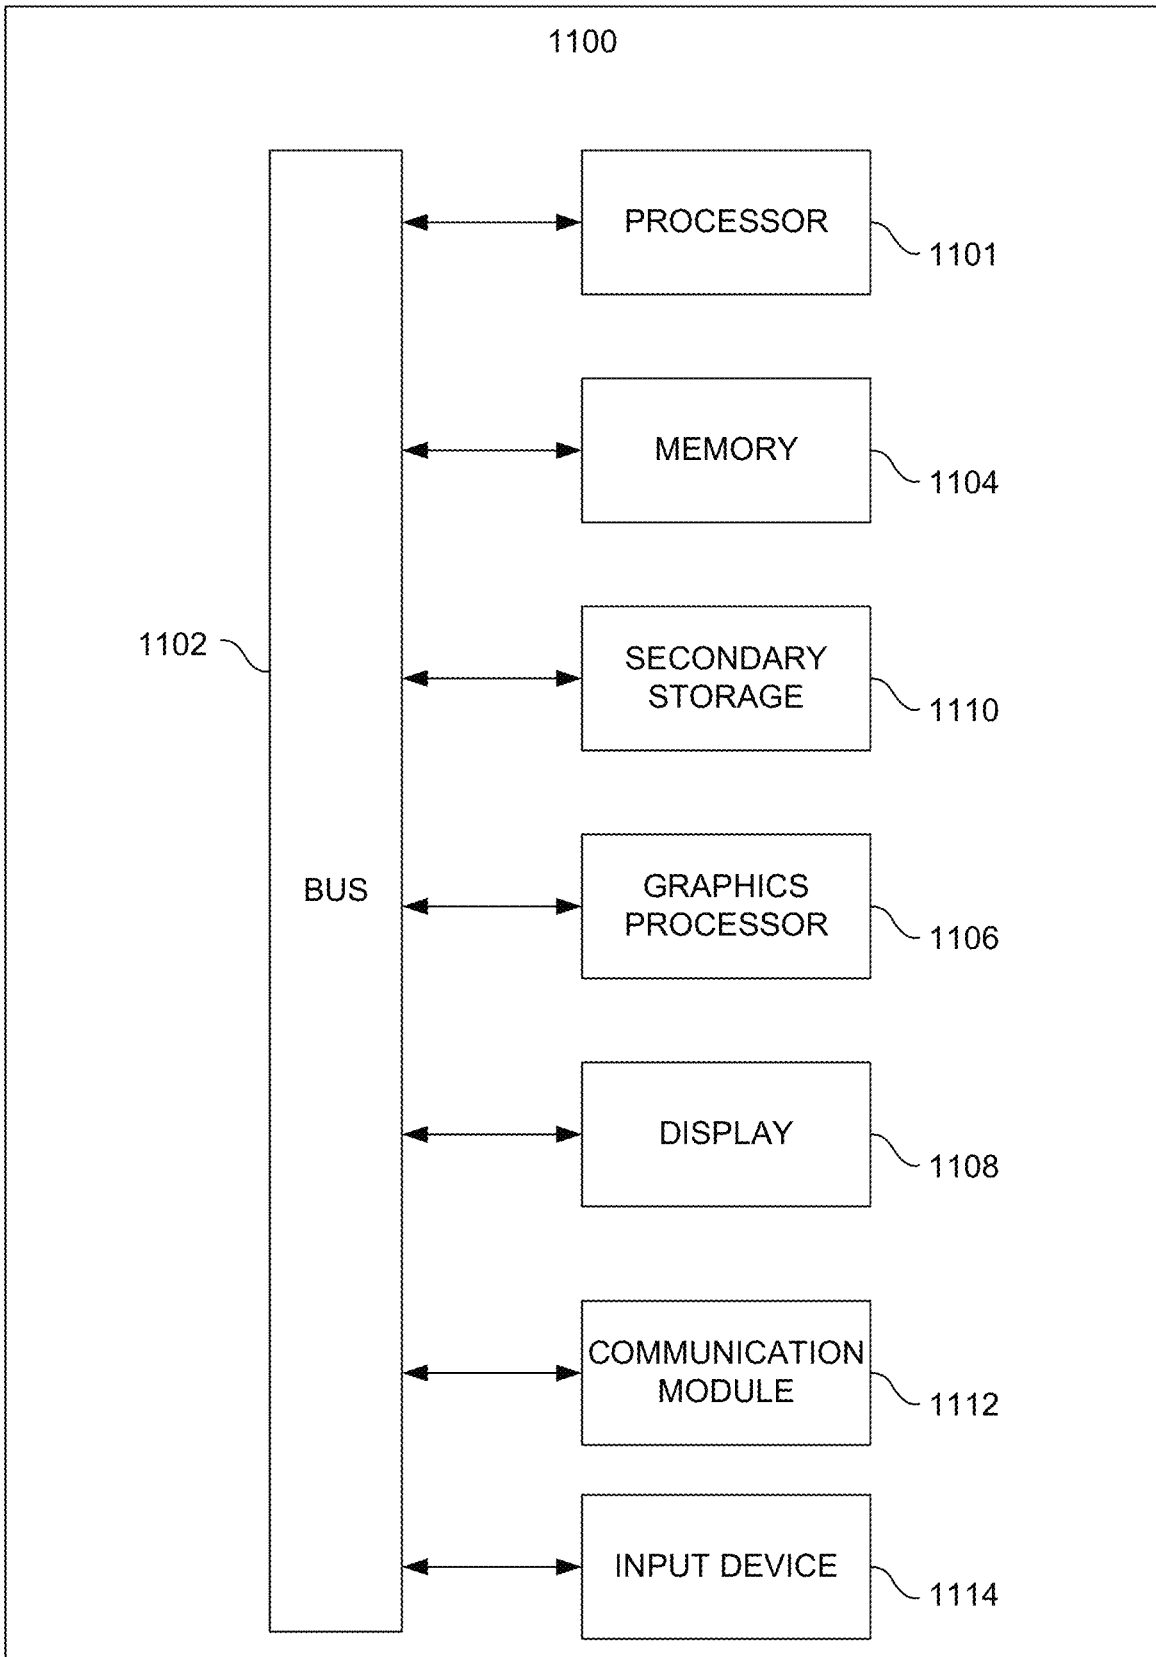 1100
PROCESSOR
1101
MEMORY
1104
1102
SECONDARY
STORAGE
1110
BUS
GRAPHICS
PROCESSOR
1106
DISPLAY
1108
COMMUNICATION
MODULE
1112
INPUT DEVICE
1114